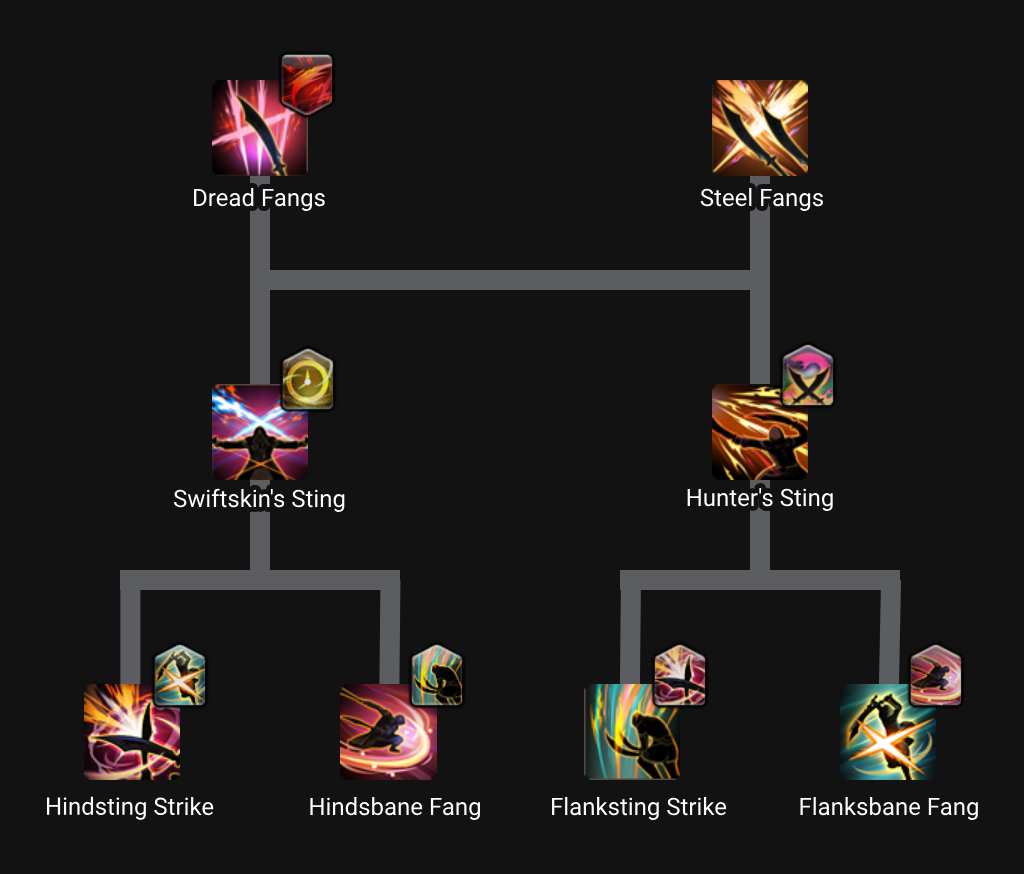 Dread Fangs
Steel Fangs
Swiftskin's Sting
Hunter's Sting
Hindsting Strike
Hindsbane Fang
Flanksting Strike
Flanksbane Fang